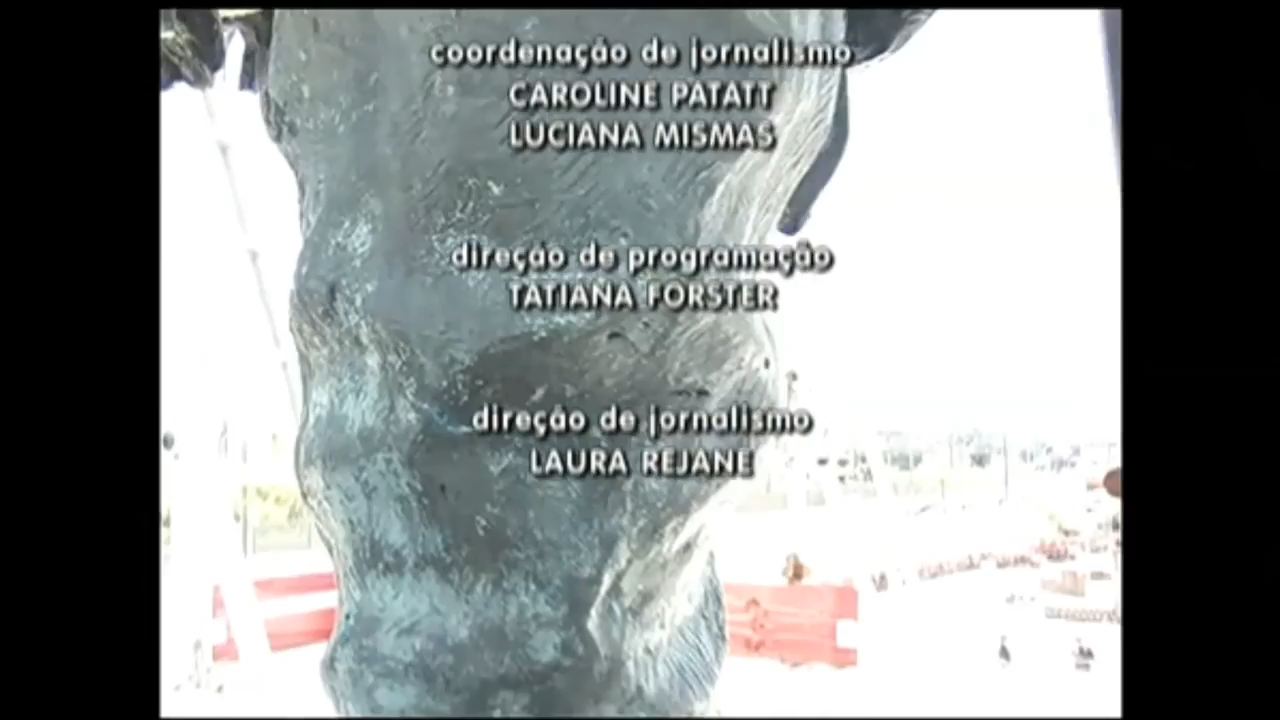 coordenação de jornalismo
CAROLINE PATATT
LUCIANA MISMAS
direção de programação
TATIANA FORSTER
direção de jornalismo
LAURA REJANE